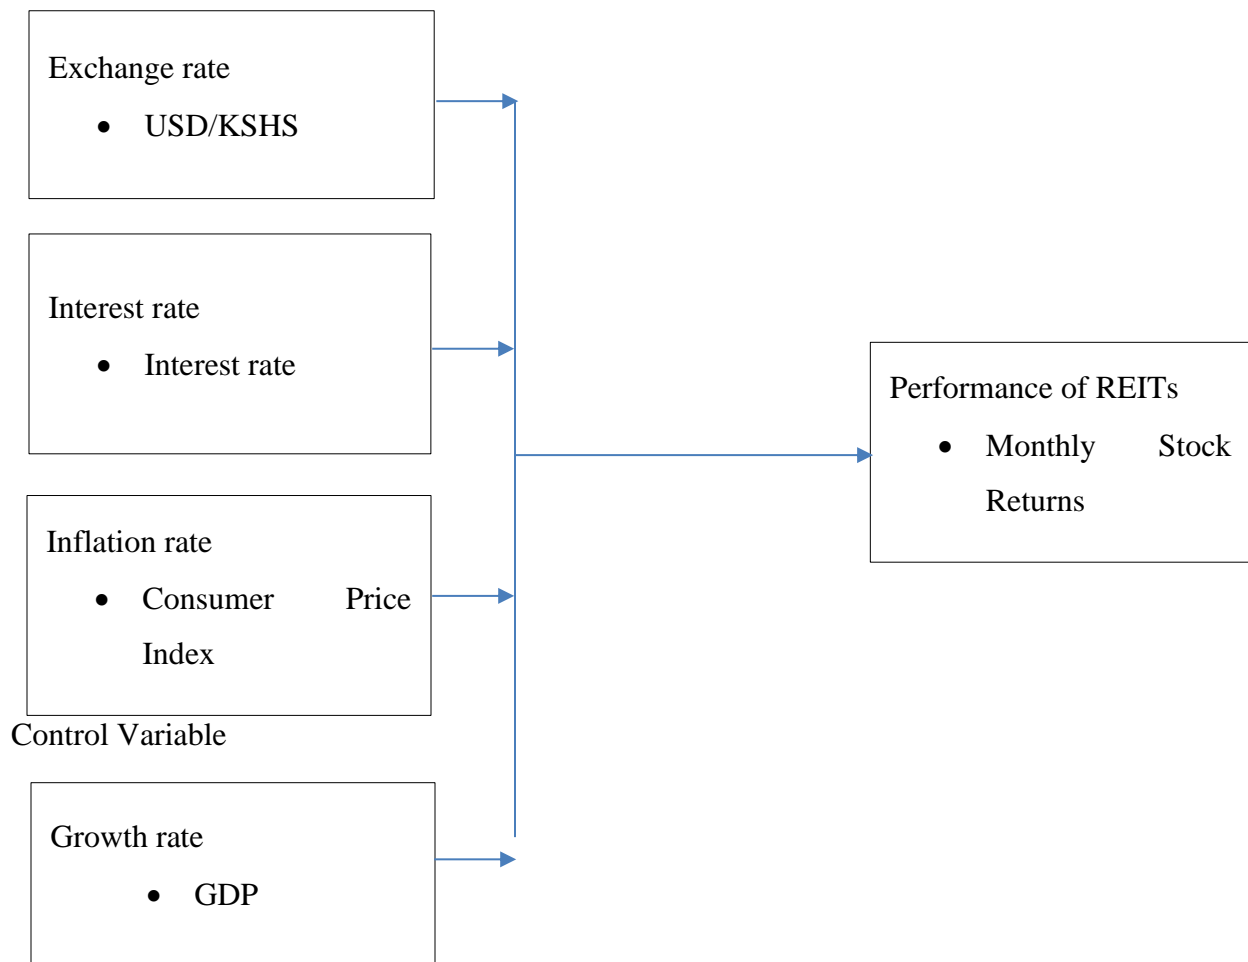 Exchange rate
• USD/KSHS
Interest rate
• Interest rate
Performance of REITs
• Monthly Stock
Returns
Inflation rate
• Consumer Price
Index
Control Variable
Growth rate
• GDP